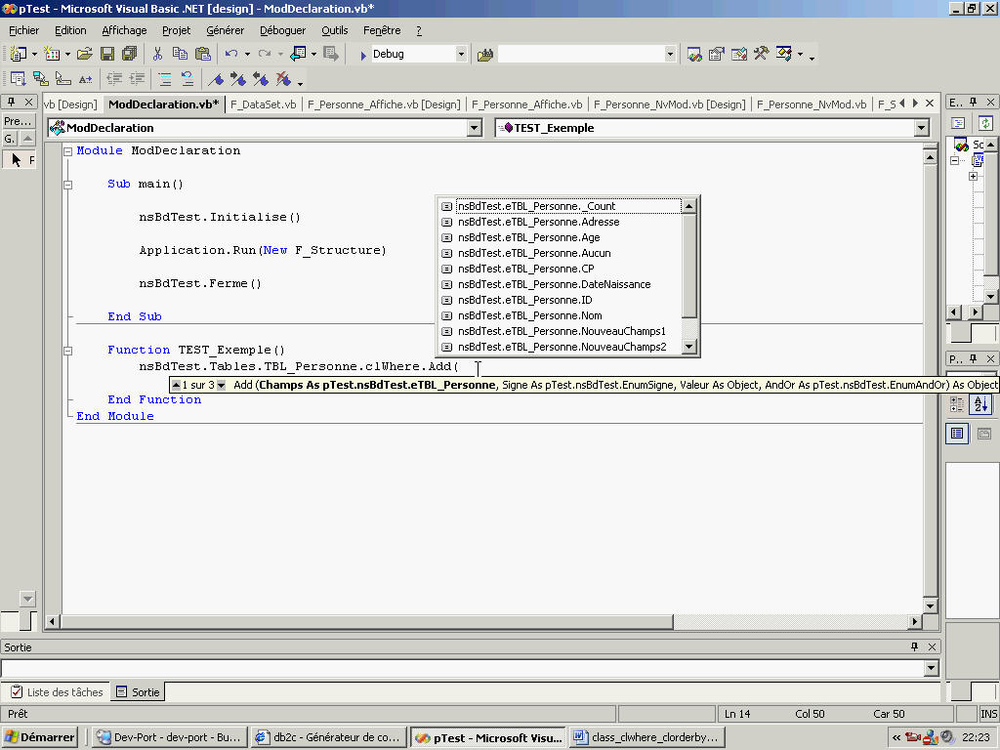 pTest - Microsoft Visual Basic .NET [design] - ModDeclaration.vb*
Fichier Edition Affichage Projet Générer Déboguer Outils Fenêtre ?
Debug
vb [Design] ModDeclaration.vb* F_DataSet.vb F_Personne_Affiche.vb [Design] F_Personne_Affiche.vb F_Personne_NvMod.vb [Design] F_Personne_NvMod.vb F_S
E..
Pre...
ModDeclaration
TEST_Exemple
G.
F
Module ModDeclaration
Sub main()
nsBdTest.Initialise()
Application.Run(New F_Structure)
nsBdTest.Ferme()
End Sub
Function TEST_Exemple()
nsBdTest.Tables.TBL_Personne.clWhere.Add(
End Function
End Module
nsBdTest.eTBL_Personne._Count
nsBdTest.eTBL_Personne.Adresse
nsBdTest.eTBL_Personne.Age
nsBdTest.eTBL_Personne.Aucun
nsBdTest.eTBL_Personne.CP
nsBdTest.eTBL_Personne.DateNaissance
nsBdTest.eTBL_Personne.ID
nsBdTest.eTBL_Personne.Nom
nsBdTest.eTBL_Personne.NouveauChamps1
nsBdTest.eTBL_Personne.NouveauChamps2
1 sur 3 Add (Champs As pTest.nsBdTest.eTBL_Personne, Signe As pTest.nsBdTest.EnumSigne, Valeur As Object, AndOr As pTest.nsBdTest.EnumAndOr) As Object
Sc
P..
Sortie
Liste des tâches Sortie
Prêt Ln 14 Col 50 Car 50 INS
Démarrer Dev-Port - dev-port - Bu... db2c - Générateur de co... pTest - Microsoft Visu... class_clwhere_clorderby... « 22:23